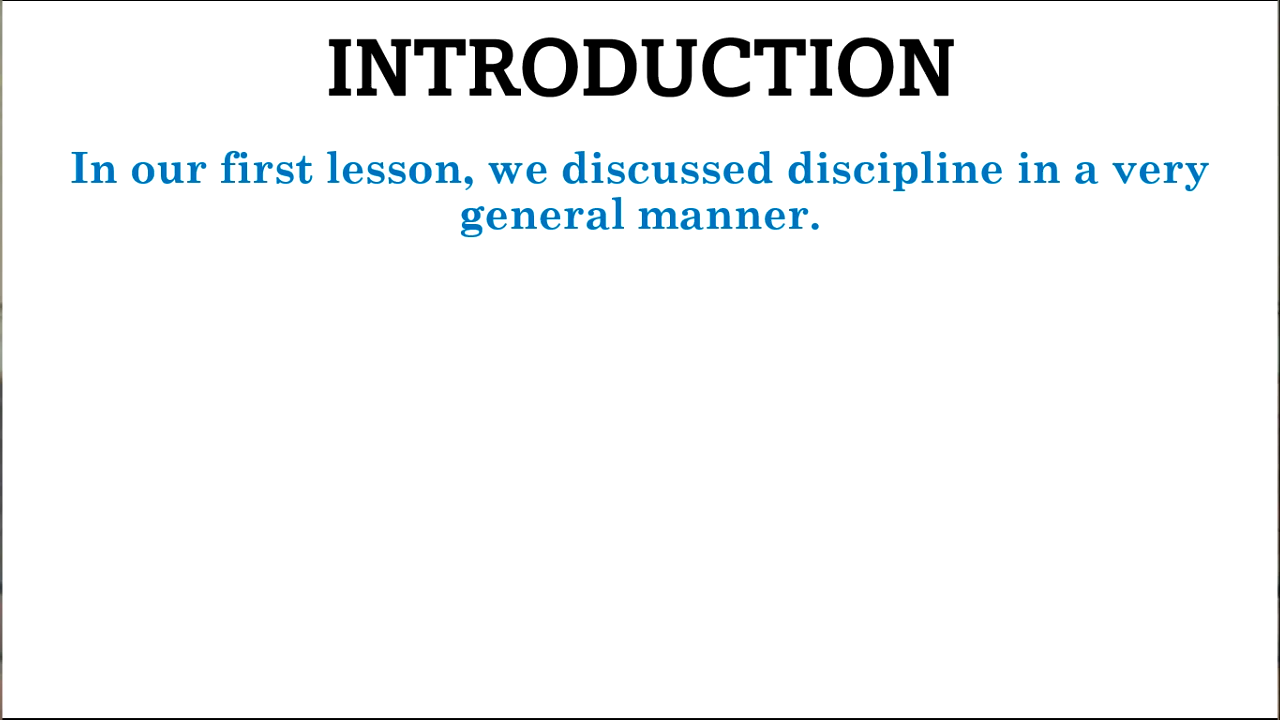 INTRODUCTION
In our first lesson, we discussed discipline in a very
general manner.